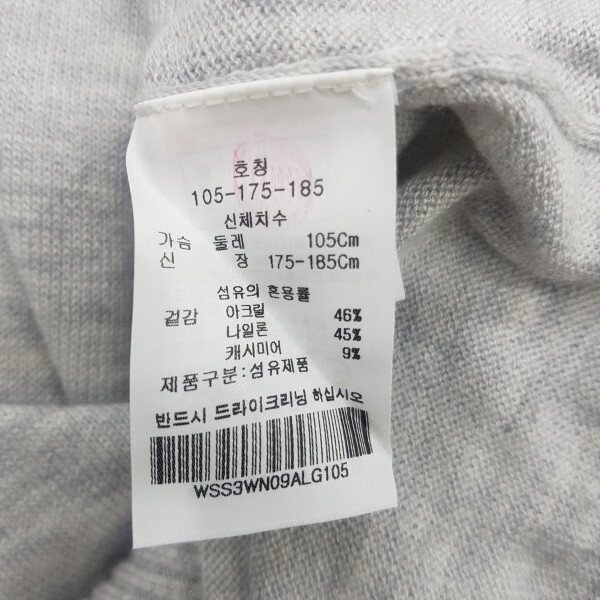 호칭
105-175-185
신체치수
가슴 둘레 105Cm
신 장 175-185Cm
섬유의 혼용률
겉감 아크릴 46%
나일론 45%
캐시미어 9%
제품구분:섬유제품
반드시 드라이크리닝 하십시오
WSS3WN09ALG105